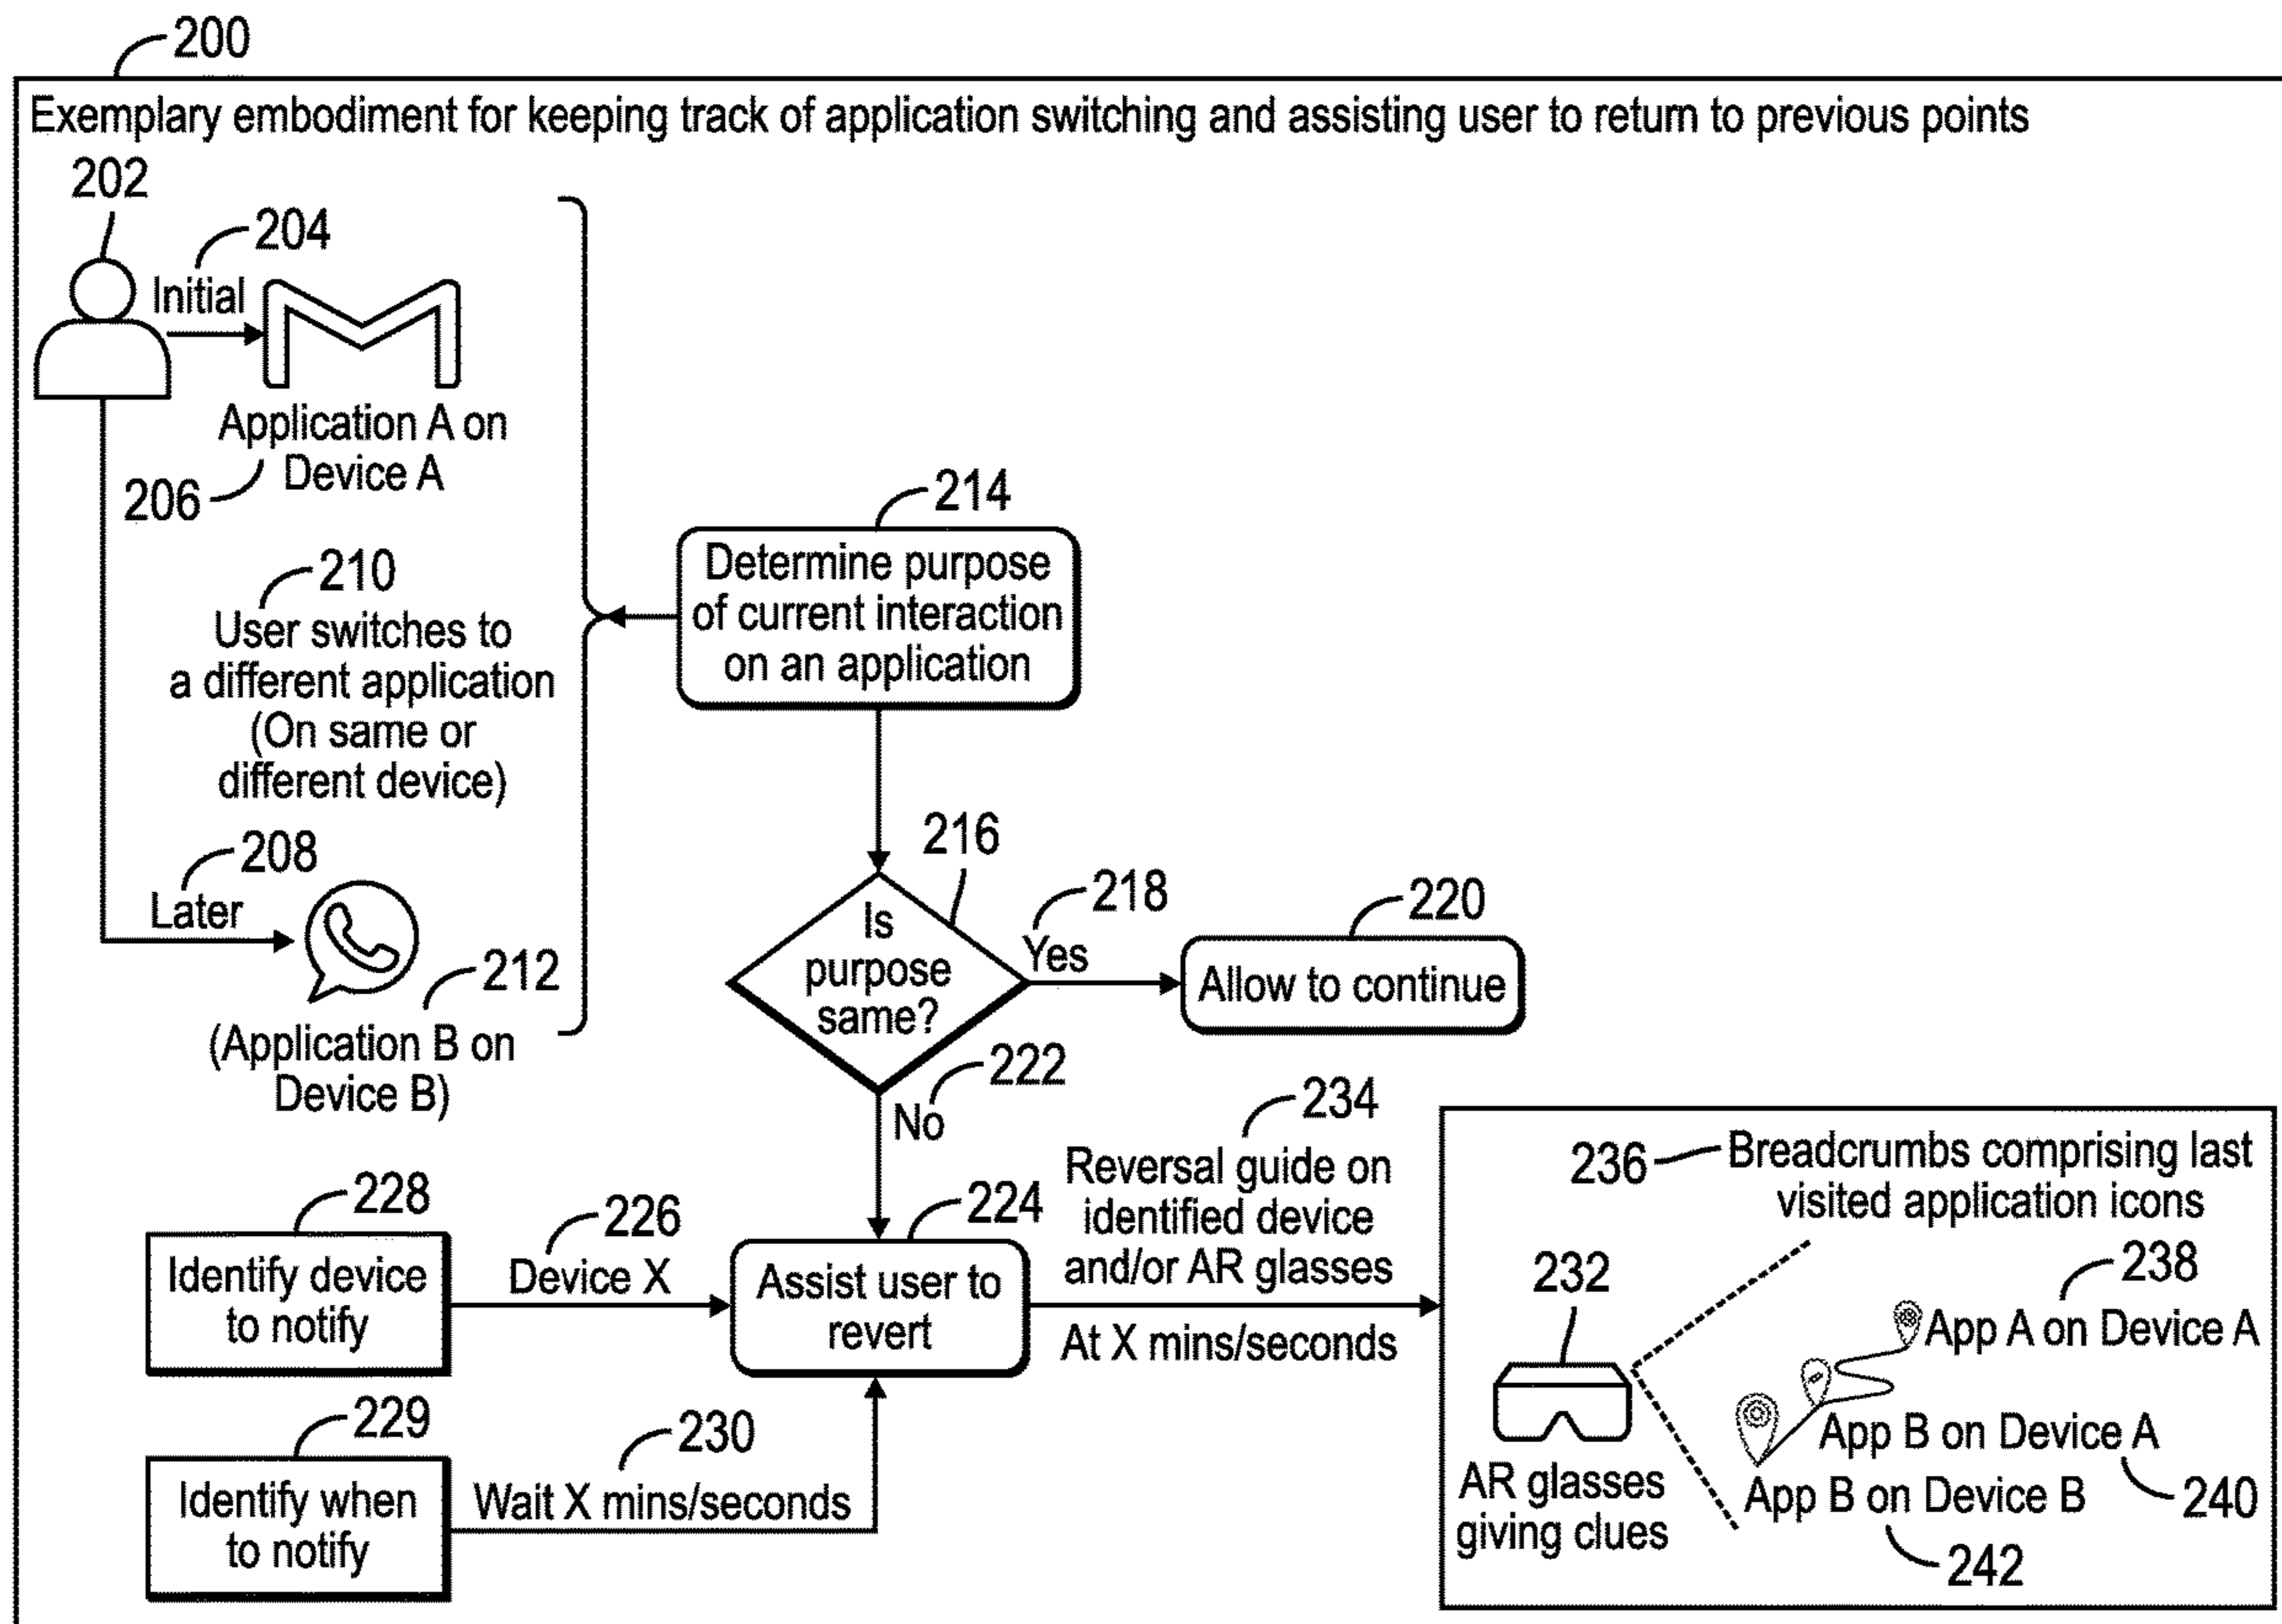 200
Exemplary embodiment for keeping track of application switching and assisting user to return to previous points
202
204
Initial
Application A on
Device A
206
210
User switches to
a different application
(On same or
different device)
208
Later
212
(Application B on
Device B)
214
Determine purpose
of current interaction
on an application
216
Is
purpose
same?
218
Yes
220
Allow to continue
222
No
228
Identify device
to notify
226
Device X
224
Assist user to
revert
229
Identify when
to notify
230
Wait X mins/seconds
234
Reversal guide on
identified device
and/or AR glasses
At X mins/seconds
236
Breadcrumbs comprising last
visited application icons
232
AR glasses
giving clues
238
App A on Device A
App B on Device A
240
App B on Device B
242